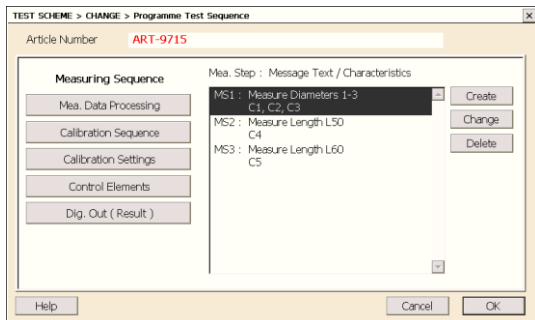 TEST SCHEME > CHANGE > Programme Test Sequence
Article Number ART-9715
Measuring Sequence
Mea. Data Processing
Calibration Sequence
Calibration Settings
Control Elements
Dig. Out ( Result )
Mea. Step : Message Text / Characteristics
MS1 : Measure Diameters 1-3
C1, C2, C3
MS2 : Measure Length L50
C4
MS3 : Measure Length L60
C5
Create
Change
Delete
Help
Cancel
OK